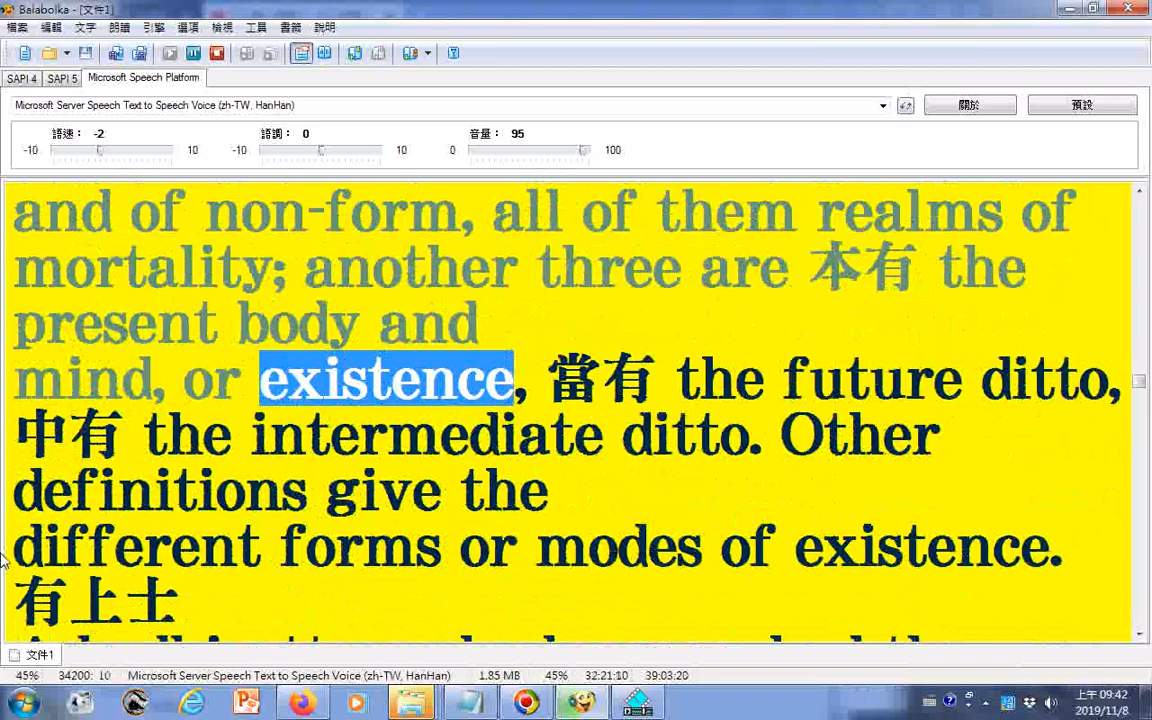 Balabolka - [文件1]
檔案 編輯 文字 朗讀 引擎 選項 檢視 工具 書籤 說明
SAPI 4 SAPI 5 Microsoft Speech Platform
Microsoft Server Speech Text to Speech Voice (zh-TW, HanHan) 關於 預設
語速： -2 語調： 0 音量： 95
-10 10 -10 10 0 100
and of non-form, all of them realms of
mortality; another three are 本有 the
present body and
mind, or existence, 當有 the future ditto,
中有 the intermediate ditto. Other
definitions give the
different forms or modes of existence.
有上士
文件1
45% 34200: 10 Microsoft Server Speech Text to Speech Voice (zh-TW, HanHan) 1.85 MB 45% 32:21:10 39:03:20
上午 09:42
2019/11/8